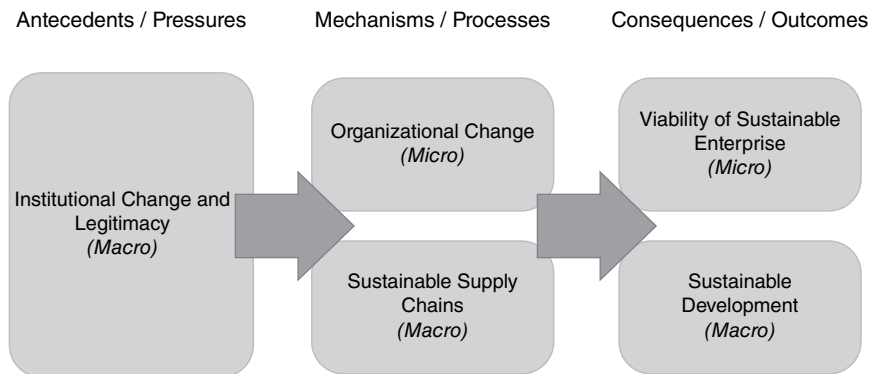 Antecedents / Pressures
Mechanisms / Processes
Consequences / Outcomes
Institutional Change and
Legitimacy
(Macro)
Organizational Change
(Micro)
Sustainable Supply
Chains
(Macro)
Viability of Sustainable
Enterprise
(Micro)
Sustainable
Development
(Macro)